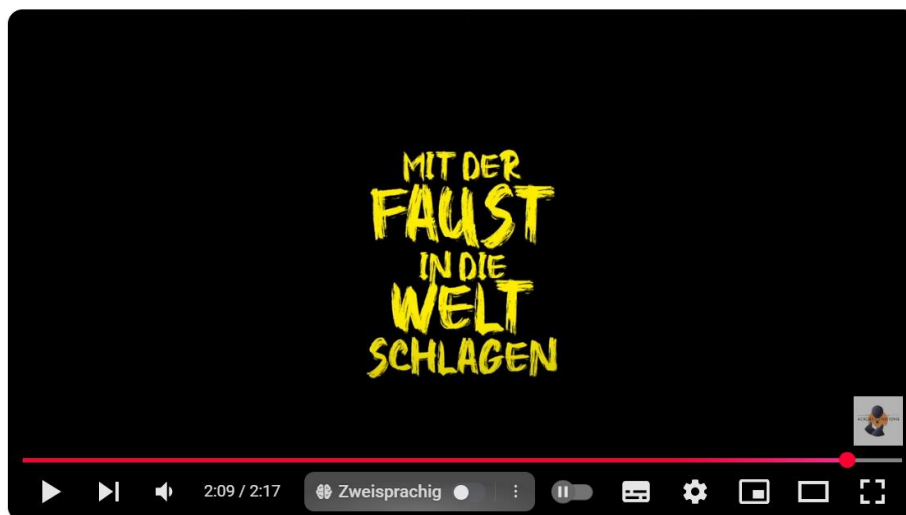 MIT DER
FAUST
IN DIE
WELT
SCHLAGEN
2:09 / 2:17
Zweisprachig